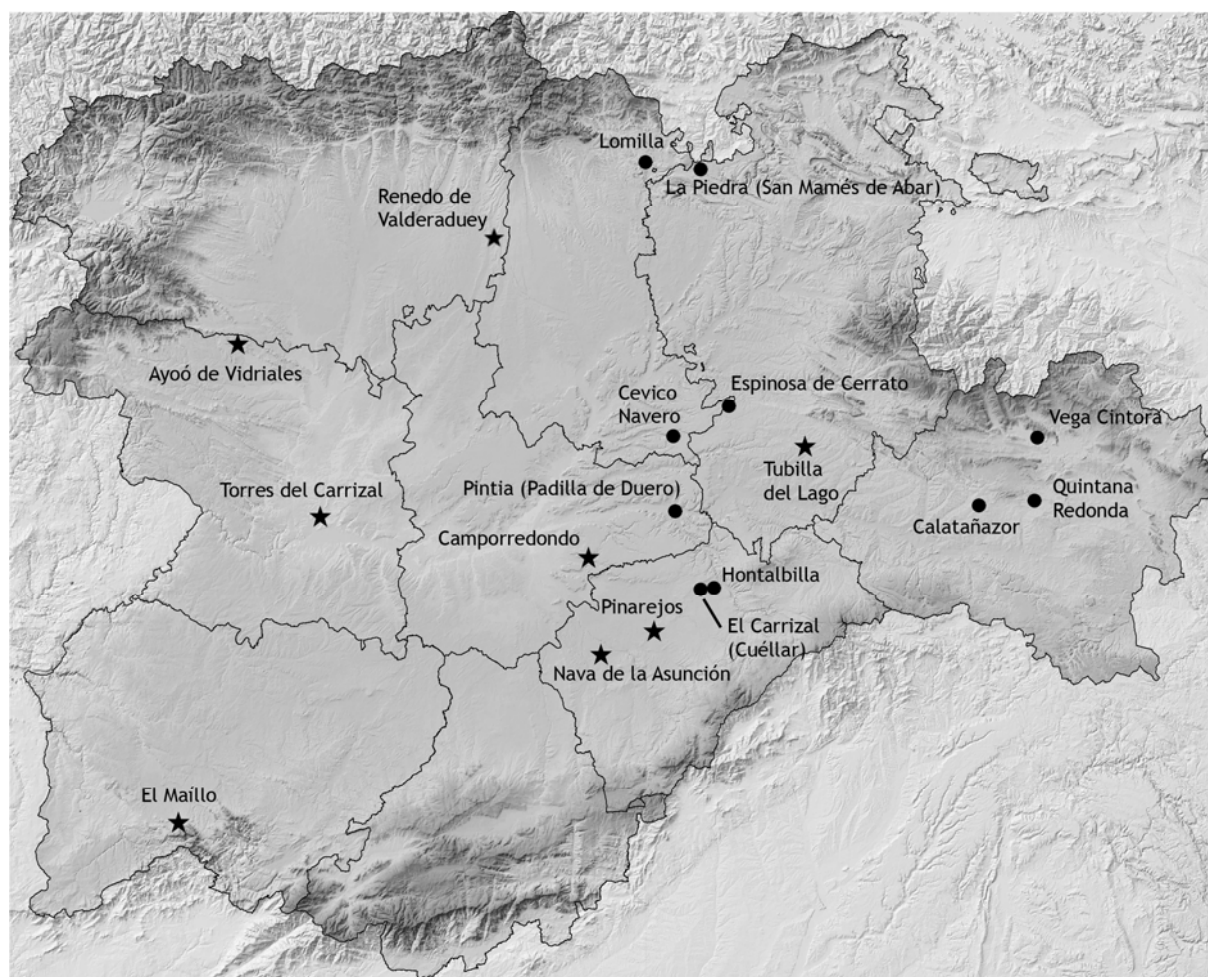 Lomilla
La Piedra (San Mamés de Abar)
Renedo de
Valderaduey
Ayoó de Vidriales
Cevico
Navero
Espinosa de Cerrato
Vega Cintora
Tubilla
del Lago
Torres del Carrizal
Pintia (Padilla de Duero)
Quintana
Redonda
Calatañazor
Camporredondo
Hontalbilla
Pinarejos
El Carrizal
(Cuéllar)
Nava de la Asunción
El Maíllo